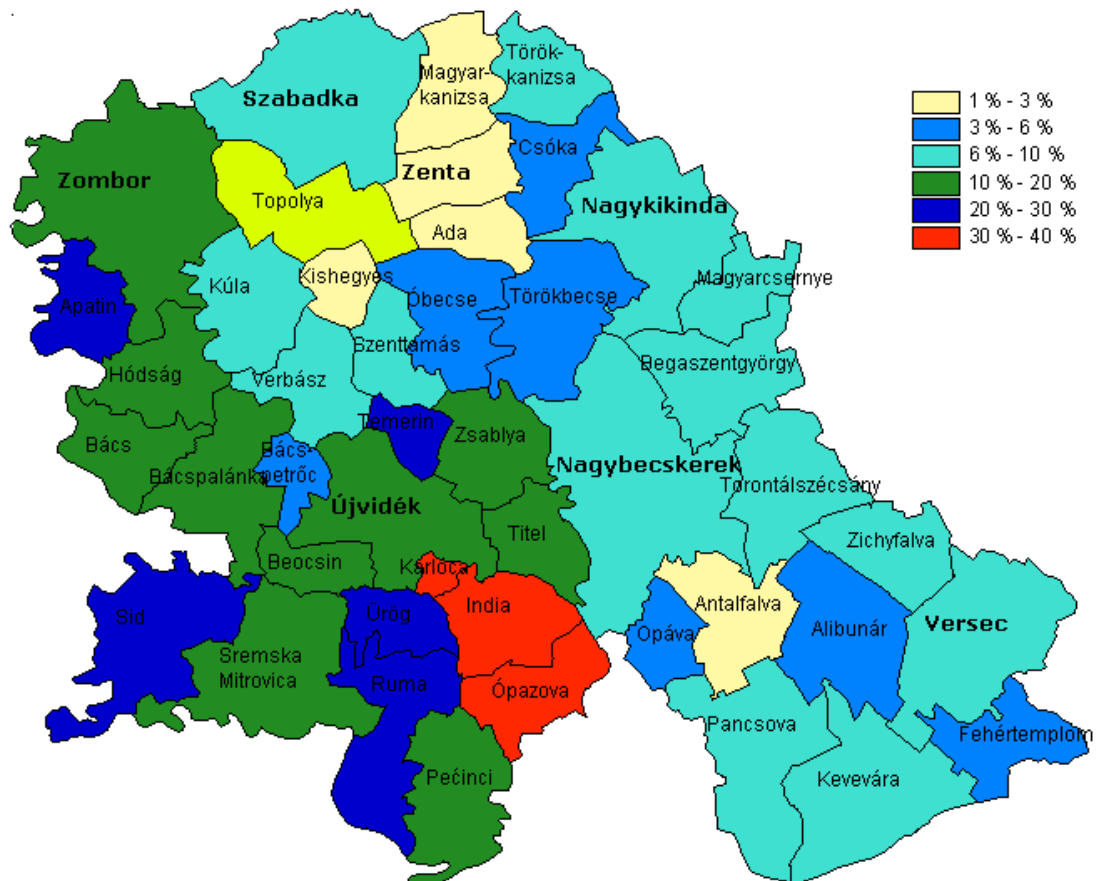 Török-
kanizsa
Magyar-
kanizsa
Szabadka
1 % - 3 %
3 % - 6 %
6 % - 10 %
10 % - 20 %
20 % - 30 %
30 % - 40 %
Csóka
Zombor
Zenta
Topolya
Nagykikinda
Ada
Kishegyes
Magyarcsernye
Kúla
Apatin
Óbecse
Törökbecse
Szenttamás
Begaszentgyörgy
Hódság
Verbász
Temerin
Zsablya
Bács
Bács-
petrőc
Bácspalánka
Nagybecskerek
Torontálszécsány
Újvidék
Titel
Zichyfalva
Beocsin
Karlóca
India
Antalfalva
Sid
Ürög
Opáva
Alibunár
Versec
Sremska
Mitrovica
Ruma
Ópazova
Pancsova
Fehértemplom
Pećinci
Kevevára